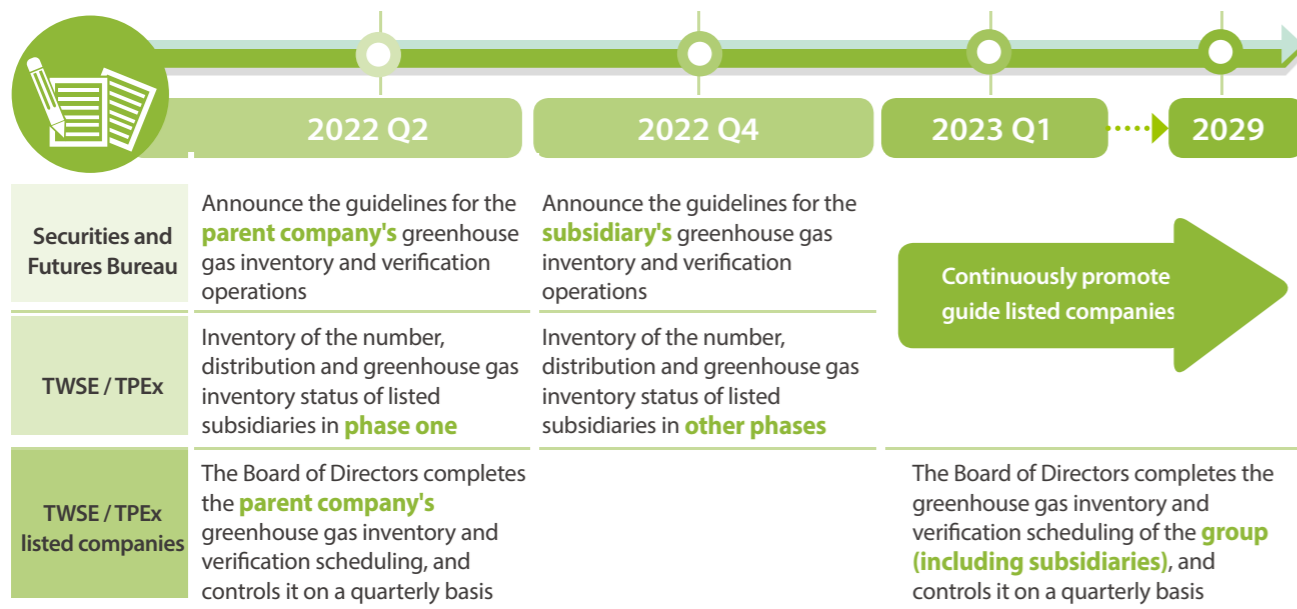 2022 Q2
2022 Q4
2023 Q1
2029
Securities and
Futures Bureau
Announce the guidelines for the
parent company's greenhouse
gas inventory and verification
operations
Announce the guidelines for the
subsidiary's greenhouse gas
inventory and verification
operations
Continuously promote
guide listed companies
TWSE / TPEx
Inventory of the number,
distribution and greenhouse gas
inventory status of listed
subsidiaries in phase one
Inventory of the number,
distribution and greenhouse gas
inventory status of listed
subsidiaries in other phases
TWSE / TPEx
listed companies
The Board of Directors completes
the parent company's
greenhouse gas inventory and
verification scheduling, and
controls it on a quarterly basis
The Board of Directors completes the
greenhouse gas inventory and
verification scheduling of the group
(including subsidiaries), and
controls it on a quarterly basis